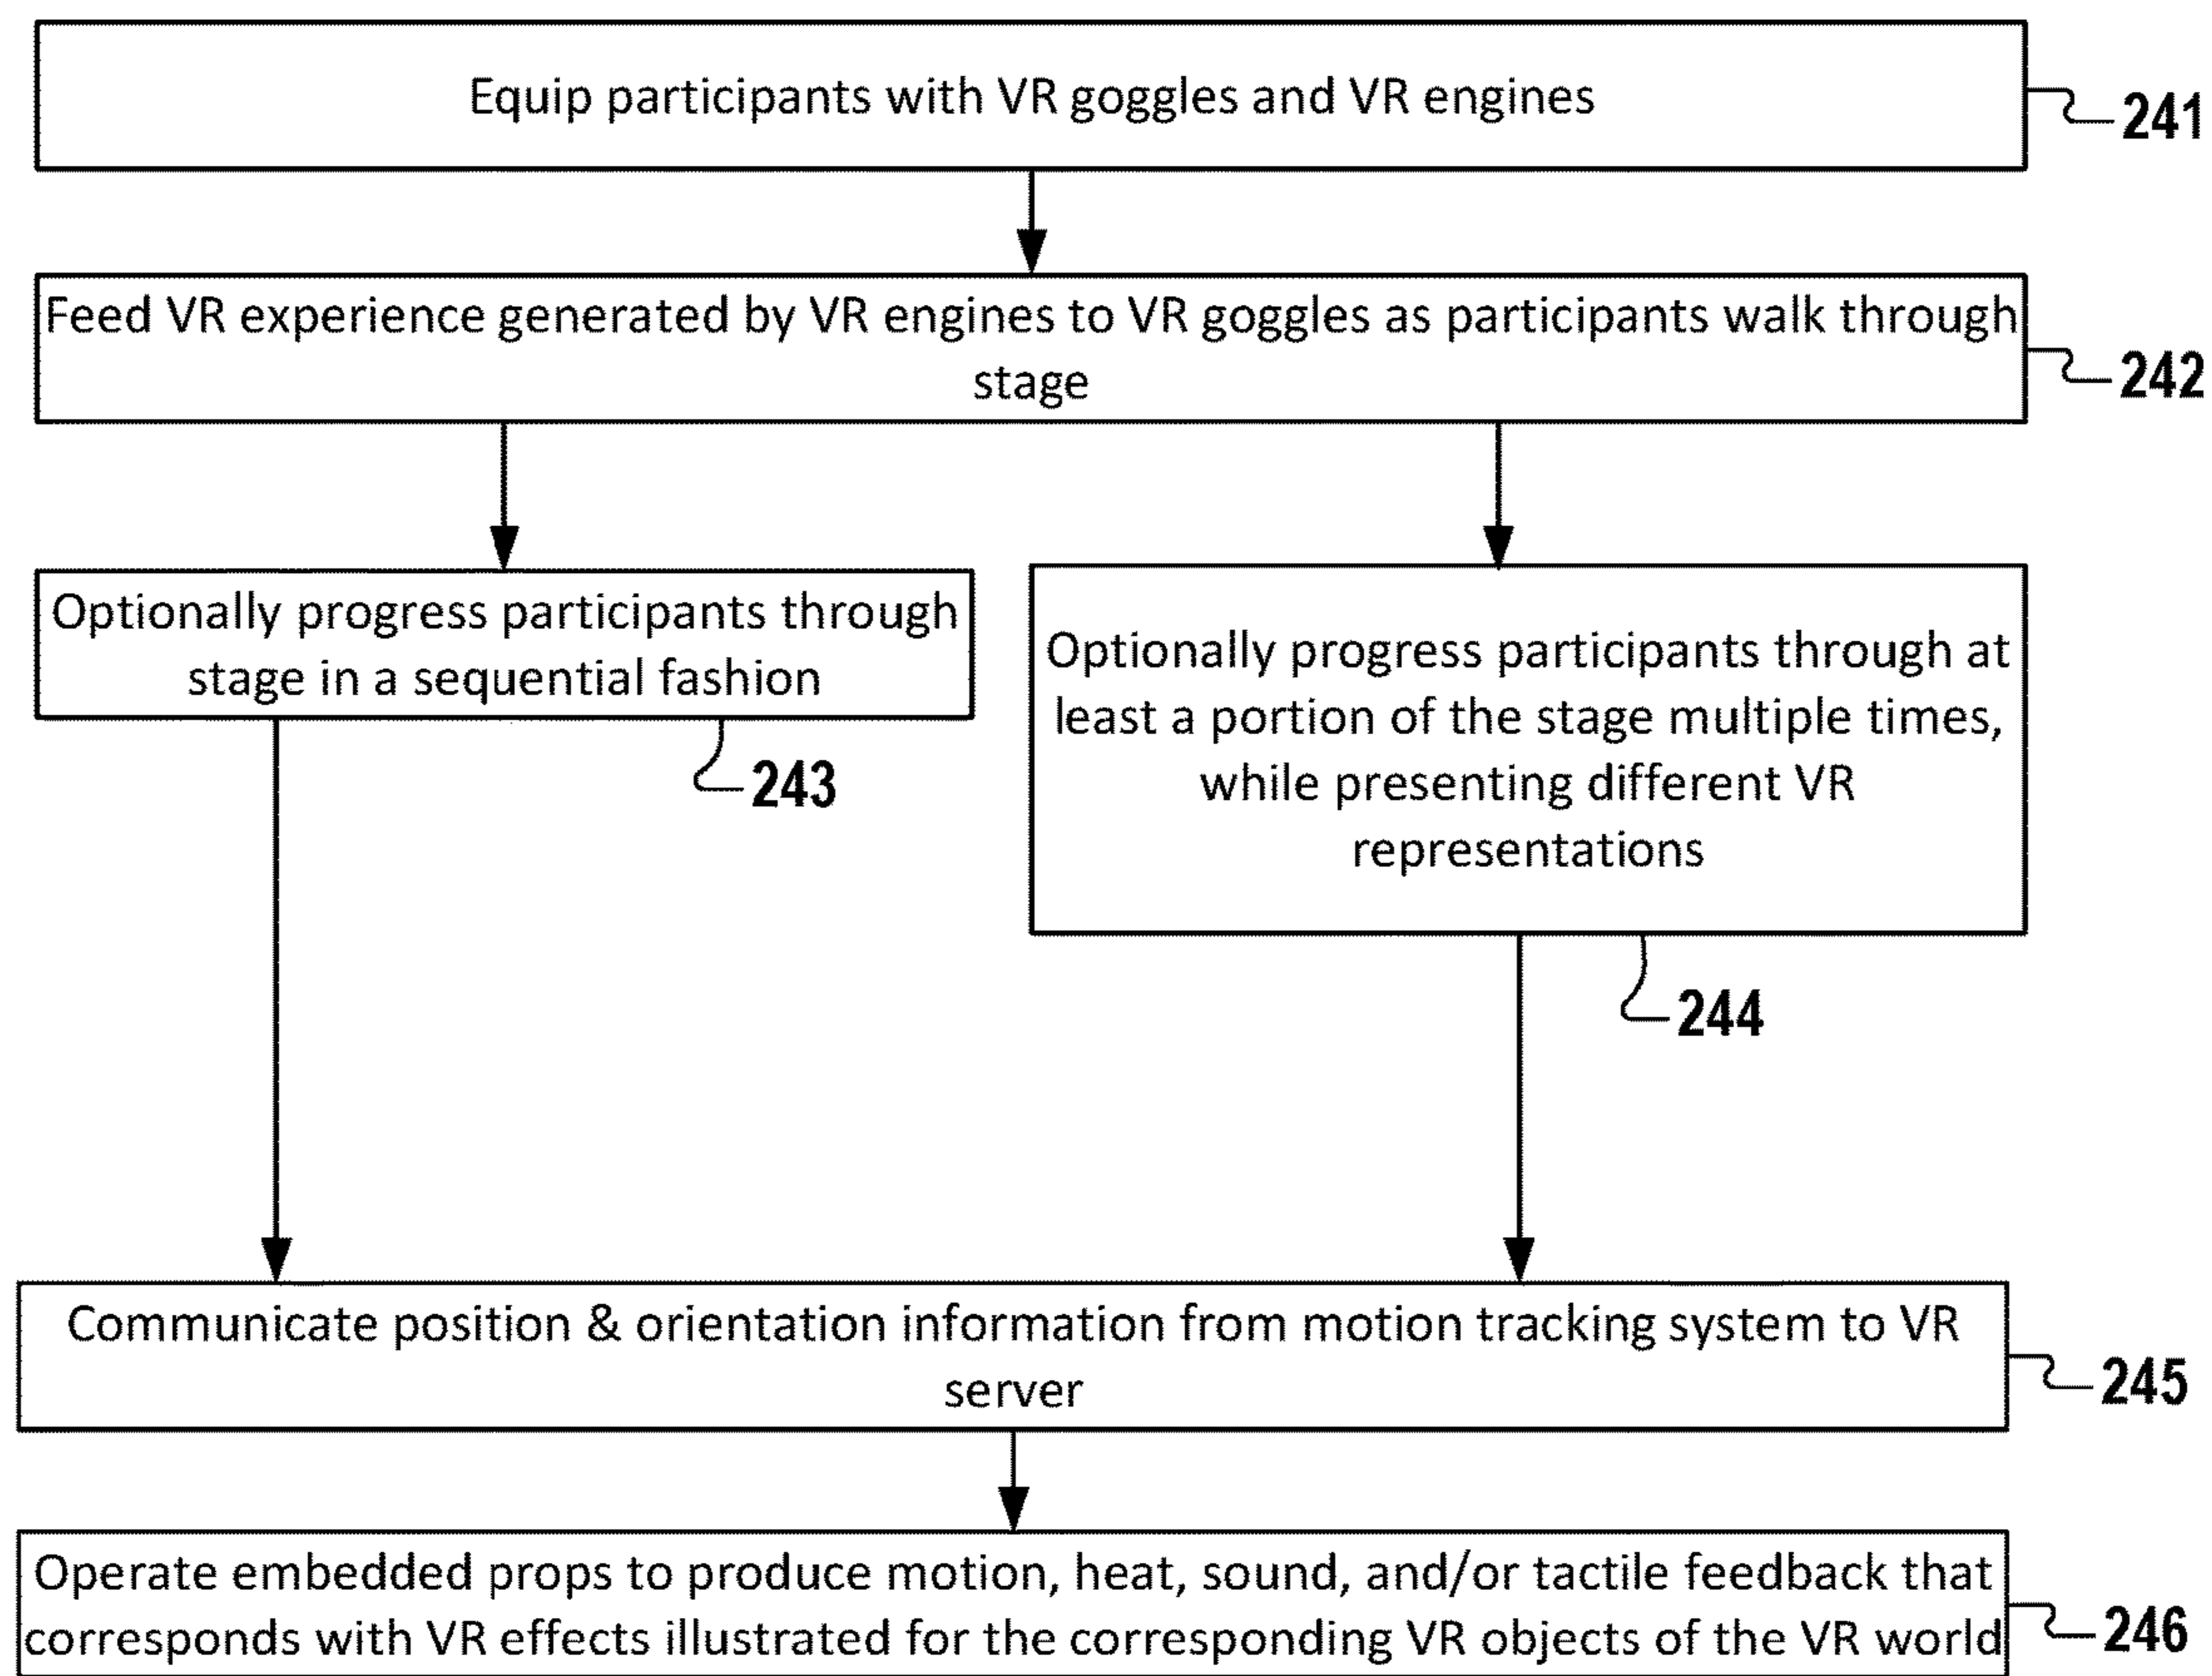 Equip participants with VR goggles and VR engines
241
Feed VR experience generated by VR engines to VR goggles as participants walk through
stage
242
Optionally progress participants through
stage in a sequential fashion
243
Optionally progress participants through at
least a portion of the stage multiple times,
while presenting different VR
representations
244
Communicate position & orientation information from motion tracking system to VR
server
245
Operate embedded props to produce motion, heat, sound, and/or tactile feedback that
corresponds with VR effects illustrated for the corresponding VR objects of the VR world
246